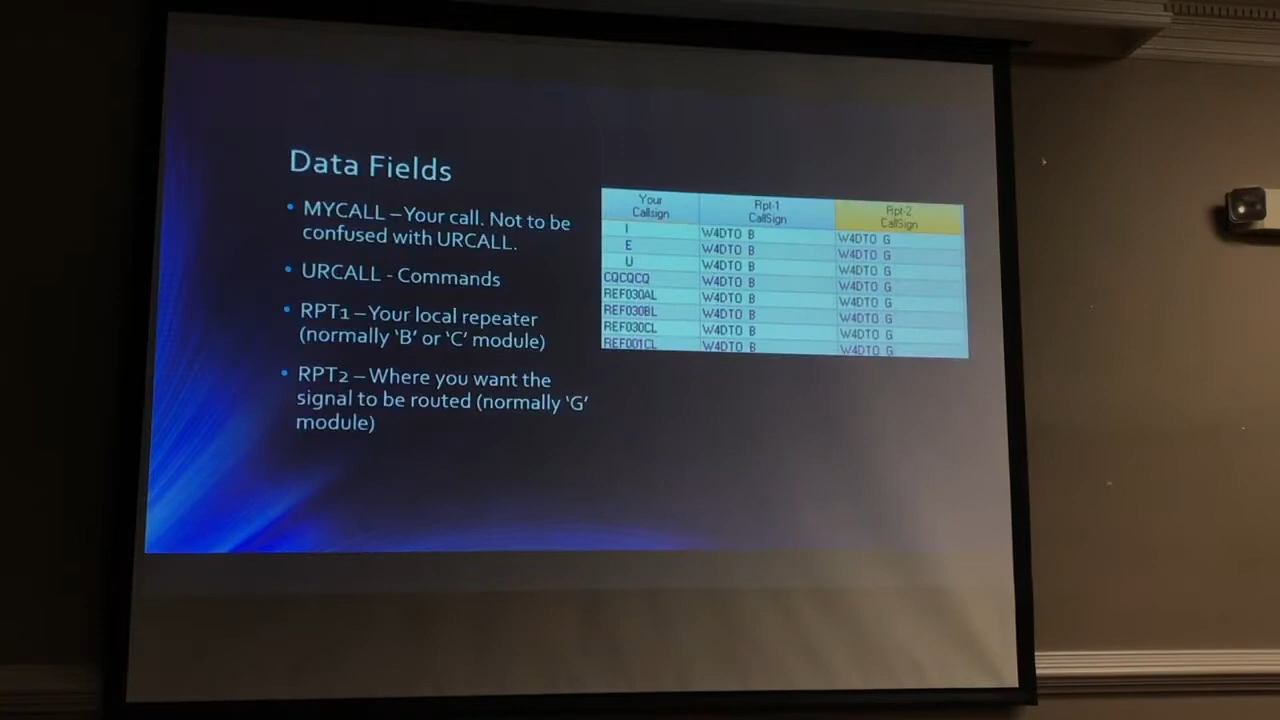 Data Fields
• MYCALL – Your call. Not to be
confused with URCALL.
• URCALL - Commands
• RPT1 – Your local repeater
(normally ‘B’ or ‘C’ module)
• RPT2 – Where you want the
signal to be routed (normally ‘G’
module)
Your Callsign Rpt-1 CallSign Rpt-2 CallSign
I W4DTO B W4DTO G
E W4DTO B W4DTO G
U W4DTO B W4DTO G
CQCQCQ W4DTO B W4DTO G
REF030AL W4DTO B W4DTO G
REF030BL W4DTO B W4DTO G
REF030CL W4DTO B W4DTO G
REF001CL W4DTO B W4DTO G